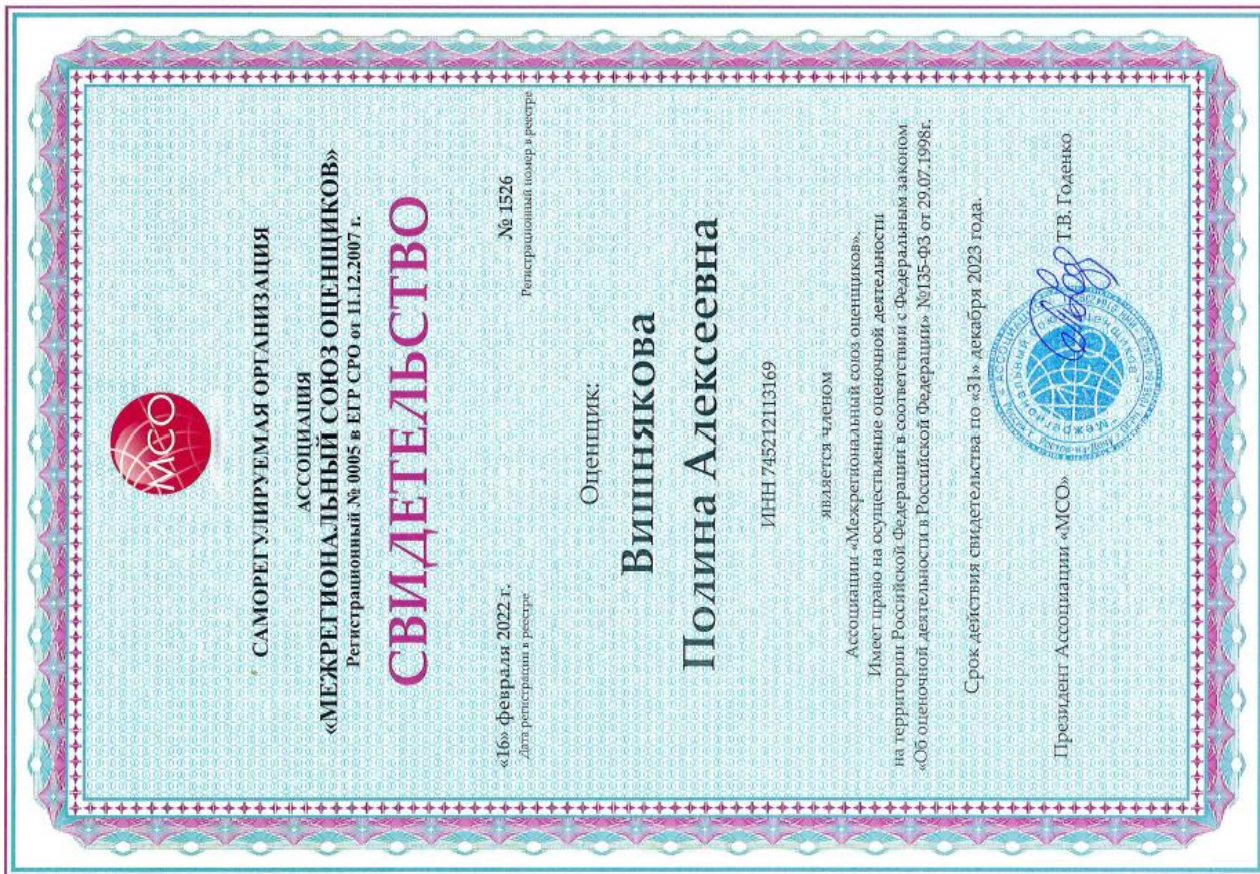 МСО
САМОРЕГУЛИРУЕМАЯ ОРГАНИЗАЦИЯ
АССОЦИАЦИЯ
«МЕЖРЕГИОНАЛЬНЫЙ СОЮЗ ОЦЕНЩИКОВ»
Регистрационный № 0005 в ЕГР СРО от 11.12.2007 г.
СВИДЕТЕЛЬСТВО
«16» февраля 2022 г. № 1526
Дата регистрации в реестре Регистрационный номер в реестре
Оценщик:
Вишнякова
Полина Алексеевна
ИНН 745212113169
является членом
Ассоциации «Межрегиональный союз оценщиков».
Имеет право на осуществление оценочной деятельности
на территории Российской Федерации в соответствии с Федеральным законом
«Об оценочной деятельности в Российской Федерации» №135-ФЗ от 29.07.1998г.
Срок действия свидетельства по «31» декабря 2023 года.
Президент Ассоциации «МСО» Т.В. Годенко